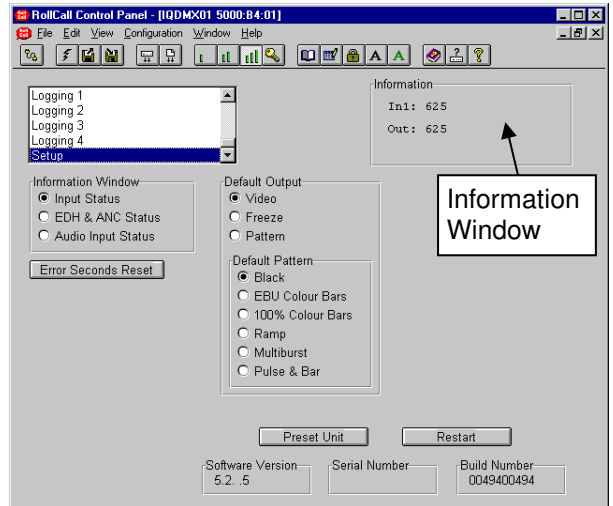 RollCall Control Panel - [IQDMX01 5000:B4:01]
File Edit View Configuration Window Help
A A ?
Logging 1
Logging 2
Logging 3
Logging 4
Setup
Information
In1: 625
Out: 625
Information
Window
Information Window
Input Status
EDH & ANC Status
Audio Input Status
Error Seconds Reset
Default Output
Video
Freeze
Pattern
Default Pattern
Black
EBU Colour Bars
100% Colour Bars
Ramp
Multiburst
Pulse & Bar
Preset Unit
Restart
Software Version
5.2. .5
Serial Number
Build Number
0049400494